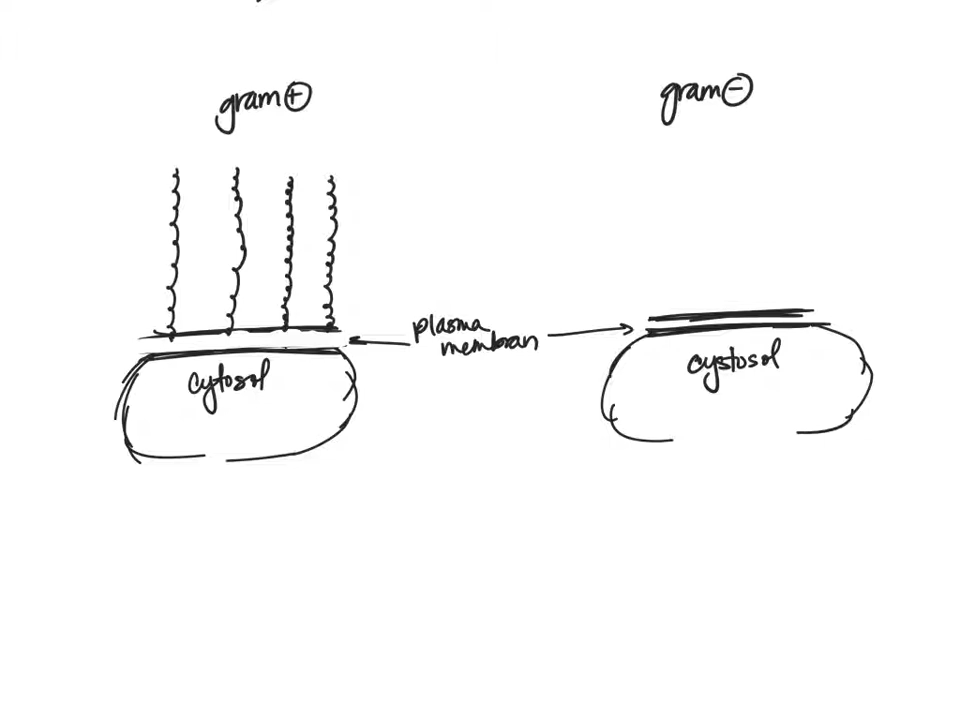 gram ⊕
gram ⊖
plasma
membran
cytosol
cystosol